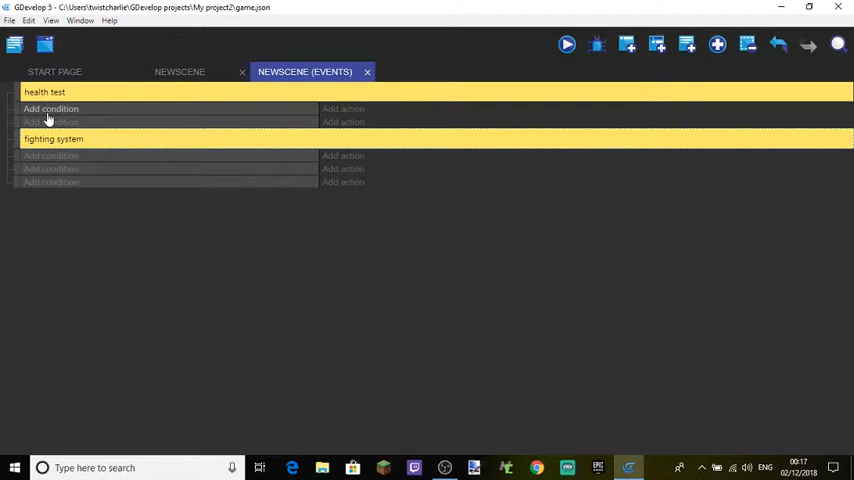 GDevelop 5 - C:\Users\twistcharlie\GDevelop projects\My project2\game.json
File Edit View Window Help
START PAGE NEWSCENE NEWSCENE (EVENTS)
health test
Add condition Add action
Add condition Add action
fighting system
Add condition Add action
Add condition Add action
Add condition Add action
Type here to search
EPIC
ENG
00:17
02/12/2018